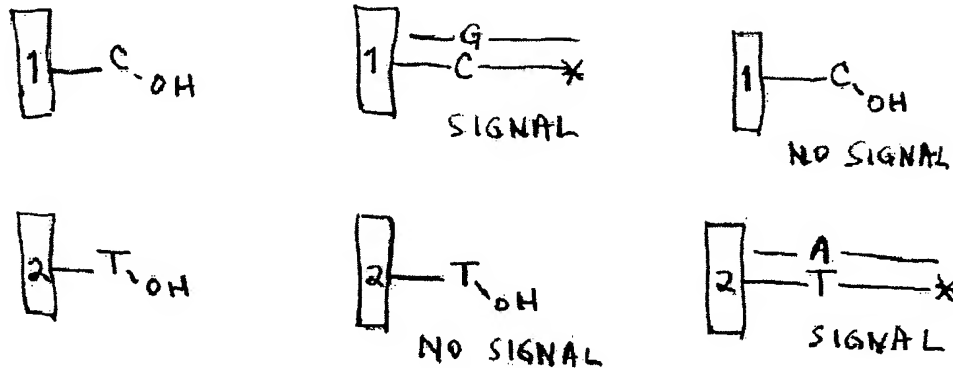 1 C OH
1 G
C
SIGNAL
1 C OH
NO SIGNAL
2 T OH
2 T OH
NO SIGNAL
2 A
T
SIGNAL